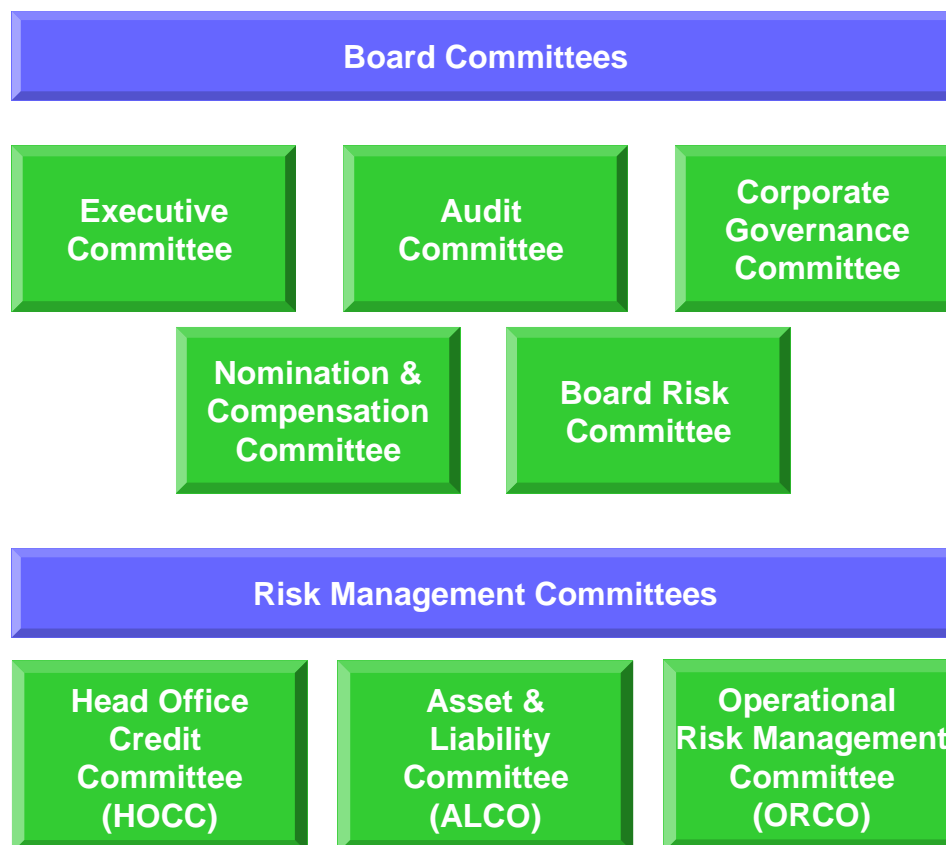 Board Committees
Executive
Committee
Audit
Committee
Corporate
Governance
Committee
Nomination &
Compensation
Committee
Board Risk
Committee
Risk Management Committees
Head Office
Credit
Committee
(HOCC)
Asset &
Liability
Committee
(ALCO)
Operational
Risk Management
Committee
(ORCO)